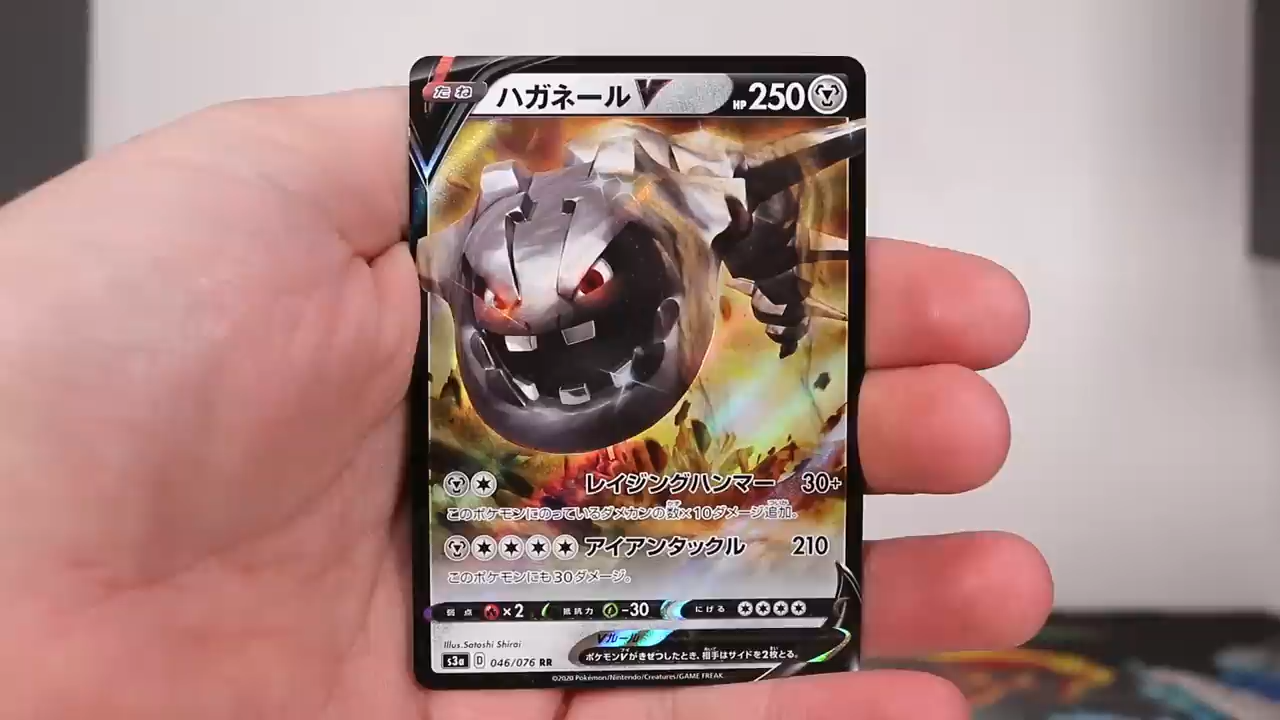 たね ハガネールV HP250
レイジングハンマー 30+
このポケモンにのっているダメカンの数×10ダメージ追加。
アイアンタックル 210
このポケモンにも30ダメージ。
弱点 ×2 抵抗力 -30 にげる
Illus.Satoshi Shirai
Vルール
ポケモンVがきぜつしたとき、相手はサイドを2枚とる。
s3a D 046/076 RR
©2020 Pokémon/Nintendo/Creatures/GAME FREAK.